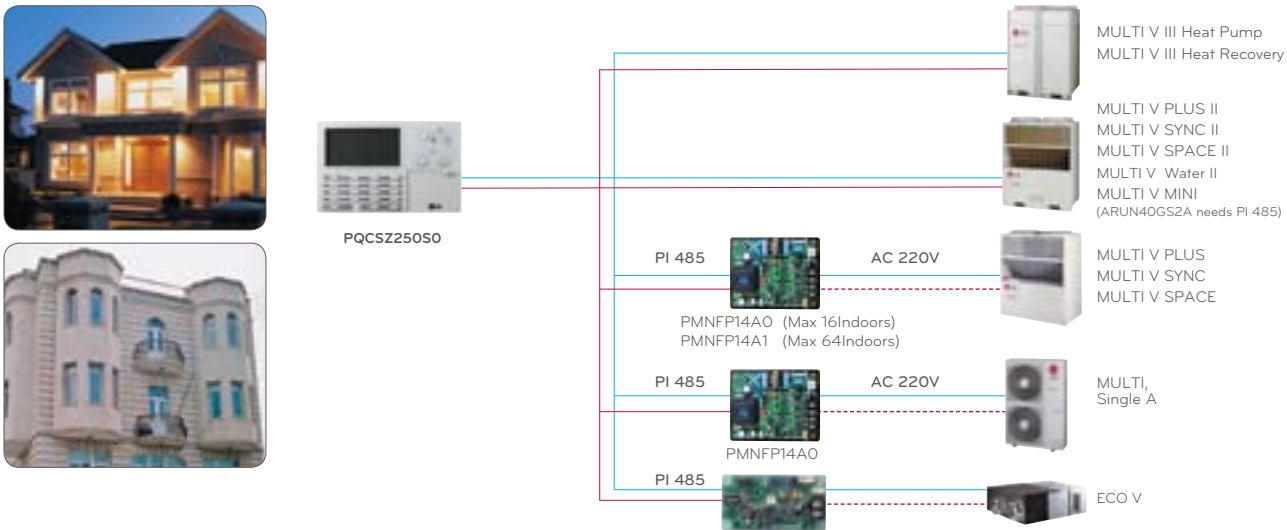 MULTI V III Heat Pump
MULTI V III Heat Recovery
MULTI V PLUS II
MULTI V SYNC II
MULTI V SPACE II
MULTI V Water II
MULTI V MINI
(ARUN40GS2A needs PI 485)
PQCSZ250S0
PI 485
AC 220V
MULTI V PLUS
MULTI V SYNC
MULTI V SPACE
PMNFP14A0 (Max 16Indoors)
PMNFP14A1 (Max 64Indoors)
PI 485
AC 220V
MULTI,
Single A
PMNFP14A0
PI 485
ECO V